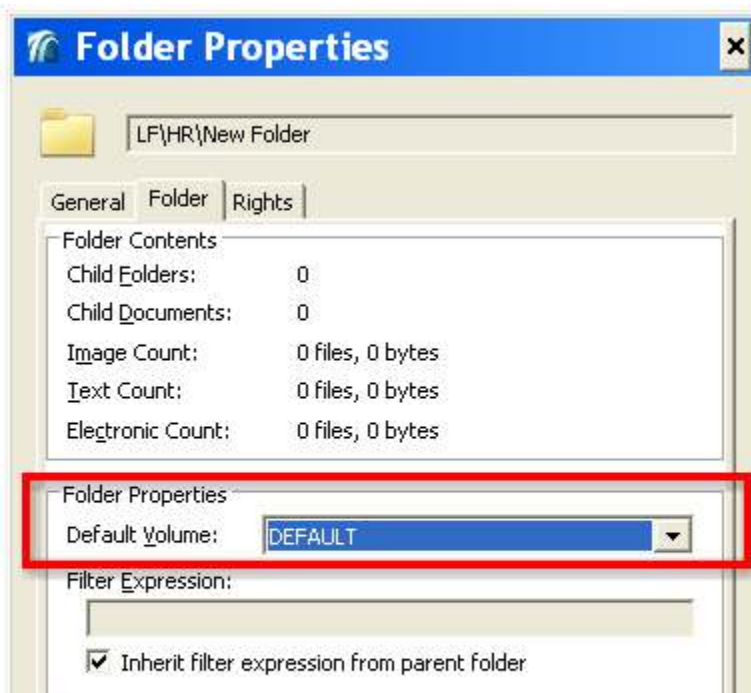 Folder Properties
LF\HR\New Folder
General Folder Rights
Folder Contents
Child Folders: 0
Child Documents: 0
Image Count: 0 files, 0 bytes
Text Count: 0 files, 0 bytes
Electronic Count: 0 files, 0 bytes
Folder Properties
Default Volume: DEFAULT
Filter Expression:
Inherit filter expression from parent folder